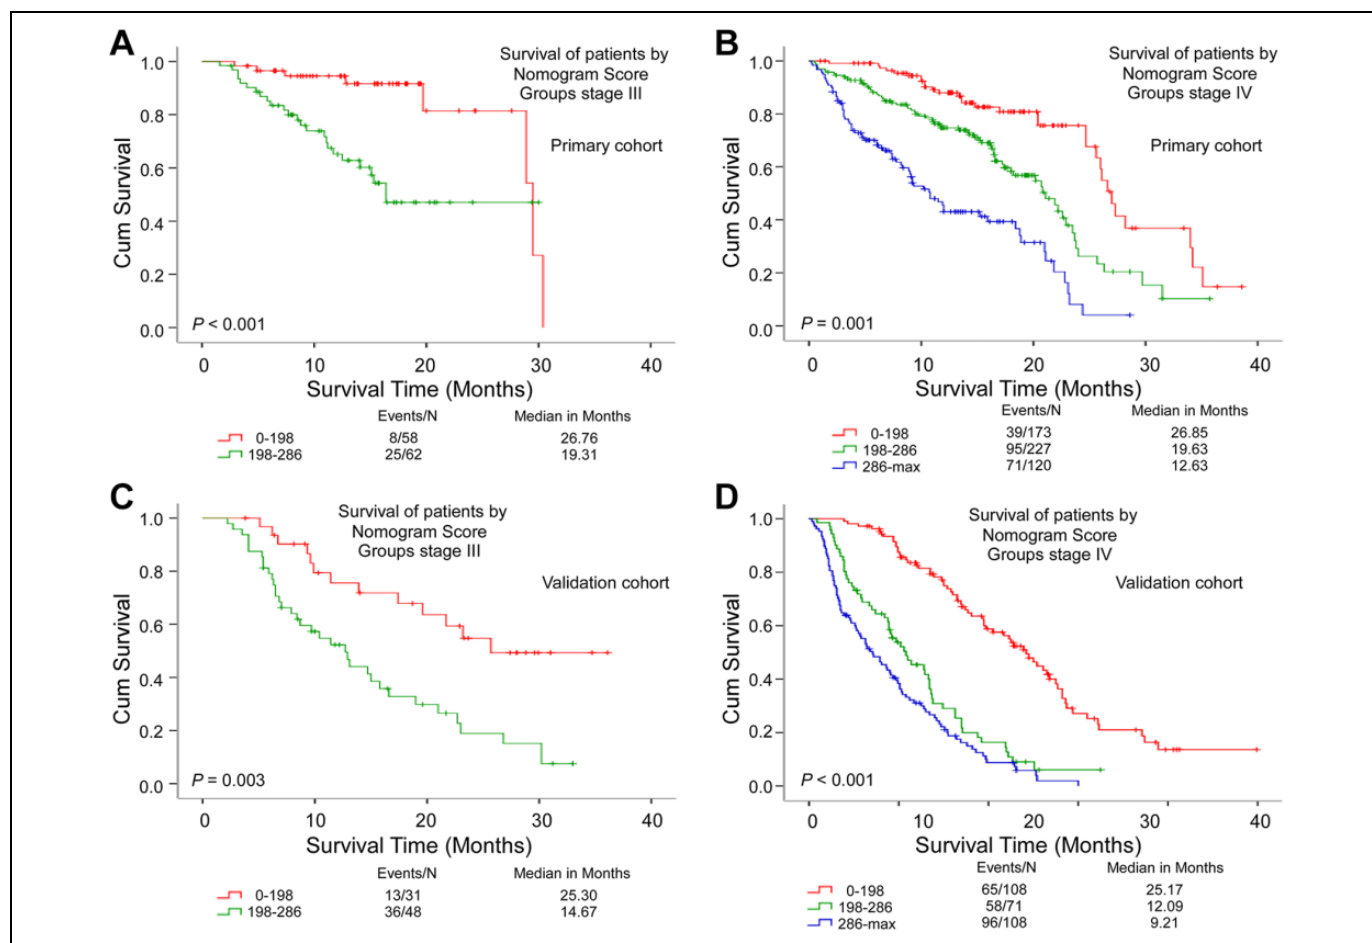 A
Survival of patients by
Nomogram Score
Groups stage III
Primary cohort
1.0
0.8
0.6
0.4
0.2
0.0
Cum Survival
P < 0.001
0 10 20 30 40
Survival Time (Months)
Events/N Median in Months
0-198 8/58 26.76
198-286 25/62 19.31
B
Survival of patients by
Nomogram Score
Groups stage IV
Primary cohort
1.0
0.8
0.6
0.4
0.2
0.0
Cum Survival
P = 0.001
0 10 20 30 40
Survival Time (Months)
Events/N Median in Months
0-198 39/173 26.85
198-286 95/227 19.63
286-max 71/120 12.63
C
Survival of patients by
Nomogram Score
Groups stage III
Validation cohort
1.0
0.8
0.6
0.4
0.2
0.0
Cum Survival
P = 0.003
0 10 20 30 40
Survival Time (Months)
Events/N Median in Months
0-198 13/31 25.30
198-286 36/48 14.67
D
Survival of patients by
Nomogram Score
Groups stage IV
Validation cohort
1.0
0.8
0.6
0.4
0.2
0.0
Cum Survival
P < 0.001
0 10 20 30 40
Survival Time (Months)
Events/N Median in Months
0-198 65/108 25.17
198-286 58/71 12.09
286-max 96/108 9.21